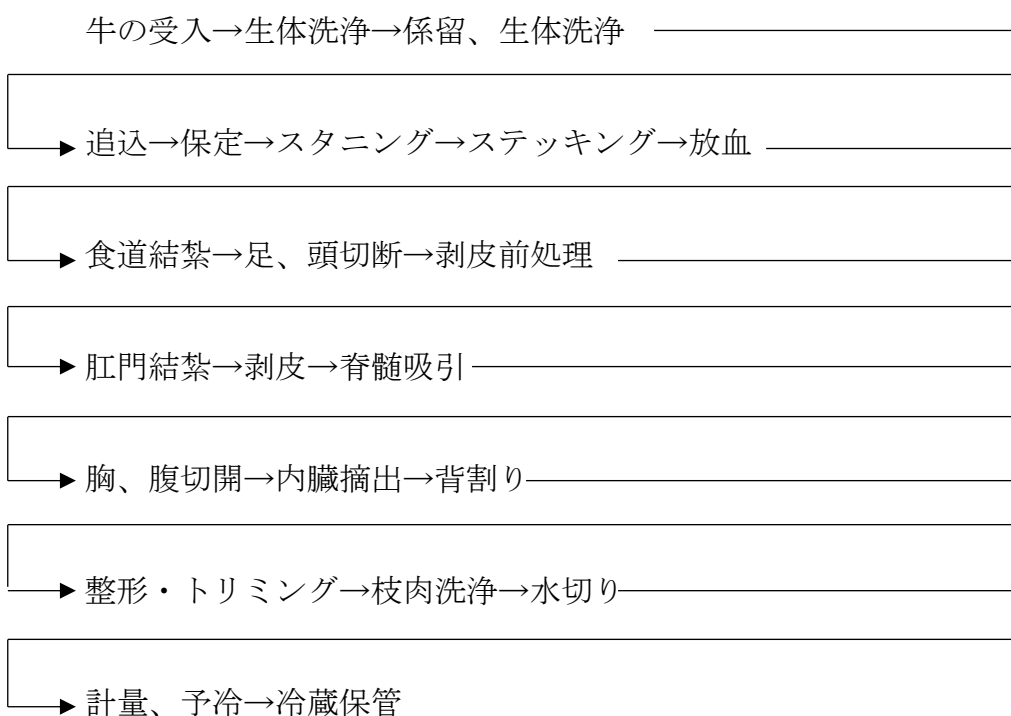 牛の受入→生体洗浄→係留、生体洗浄
追込→保定→スタニング→ステッキング→放血
食道結紮→足、頭切断→剥皮前処理
肛門結紮→剥皮→脊髄吸引
胸、腹切開→内臓摘出→背割り
整形・トリミング→枝肉洗浄→水切り
計量、予冷→冷蔵保管